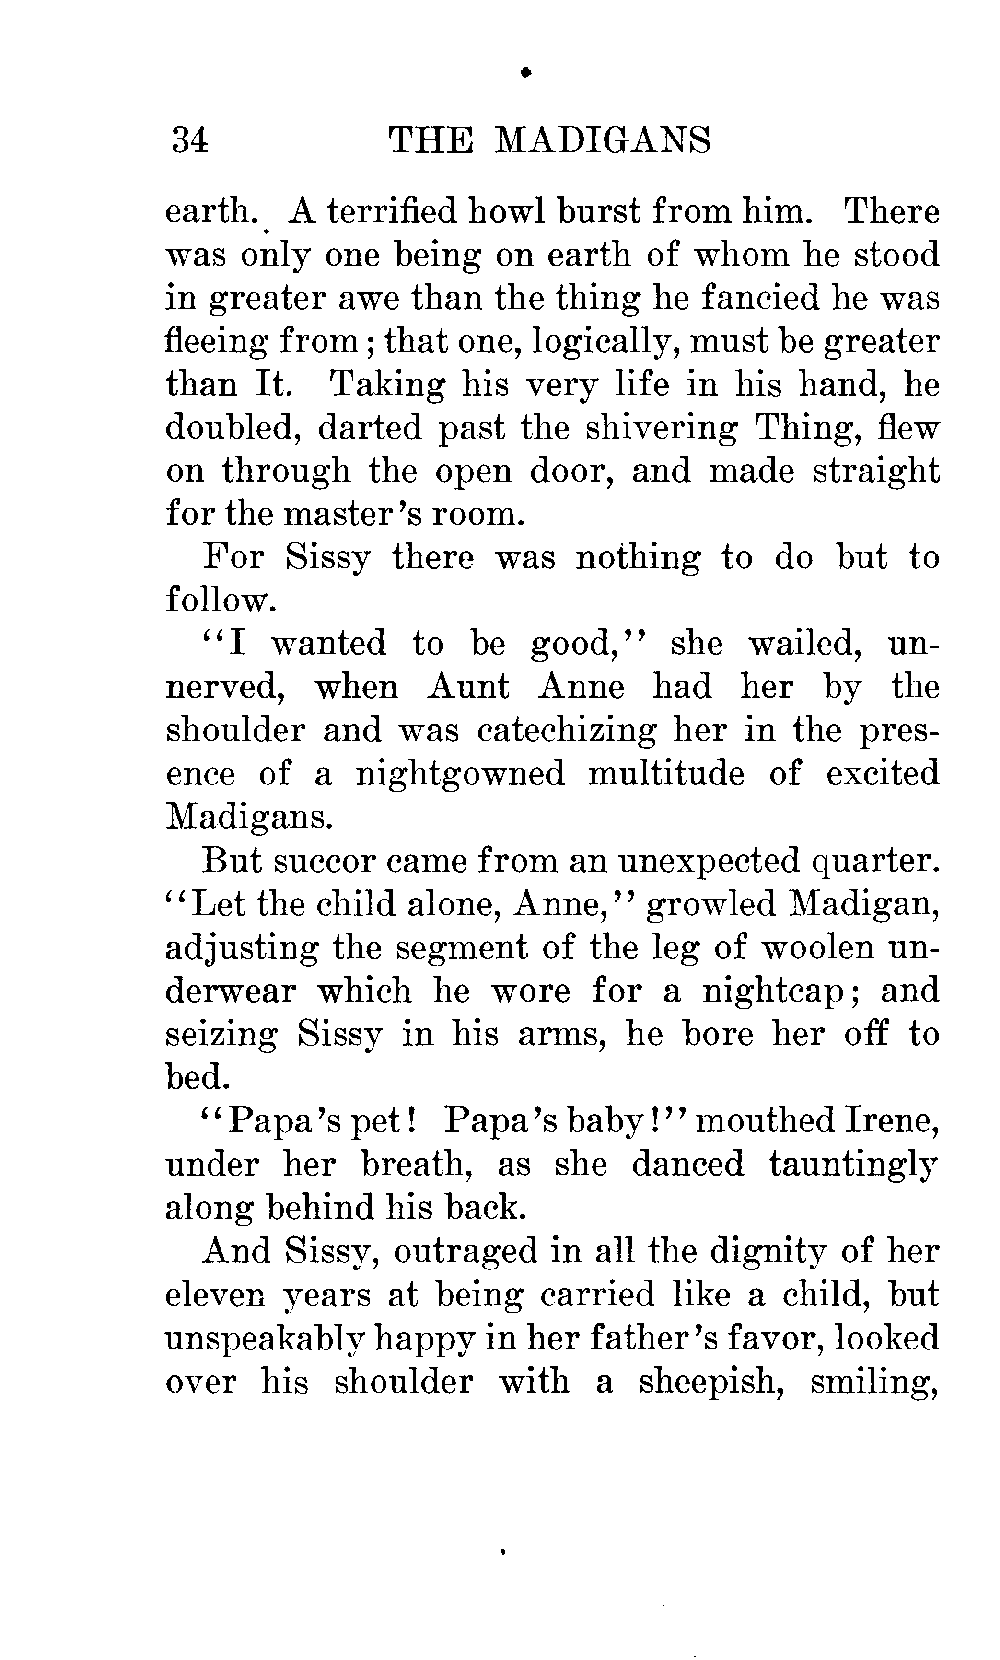 34 THE MADIGANS
earth. A terrified howl burst from him. There
was only one being on earth of whom he stood
in greater awe than the thing he fancied he was
fleeing from; that one, logically, must be greater
than It. Taking his very life in his hand, he
doubled, darted past the shivering Thing, flew
on through the open door, and made straight
for the master's room.
For Sissy there was nothing to do but to
follow.
"I wanted to be good," she wailed, un-
nerved, when Aunt Anne had her by the
shoulder and was catechizing her in the pres-
ence of a nightgowned multitude of excited
Madigans.
But succor came from an unexpected quarter.
"Let the child alone, Anne," growled Madigan,
adjusting the segment of the leg of woolen un-
derwear which he wore for a nightcap; and
seizing Sissy in his arms, he bore her off to
bed.
"Papa's pet! Papa's baby!" mouthed Irene,
under her breath, as she danced tauntingly
along behind his back.
And Sissy, outraged in all the dignity of her
eleven years at being carried like a child, but
unspeakably happy in her father's favor, looked
over his shoulder with a sheepish, smiling,